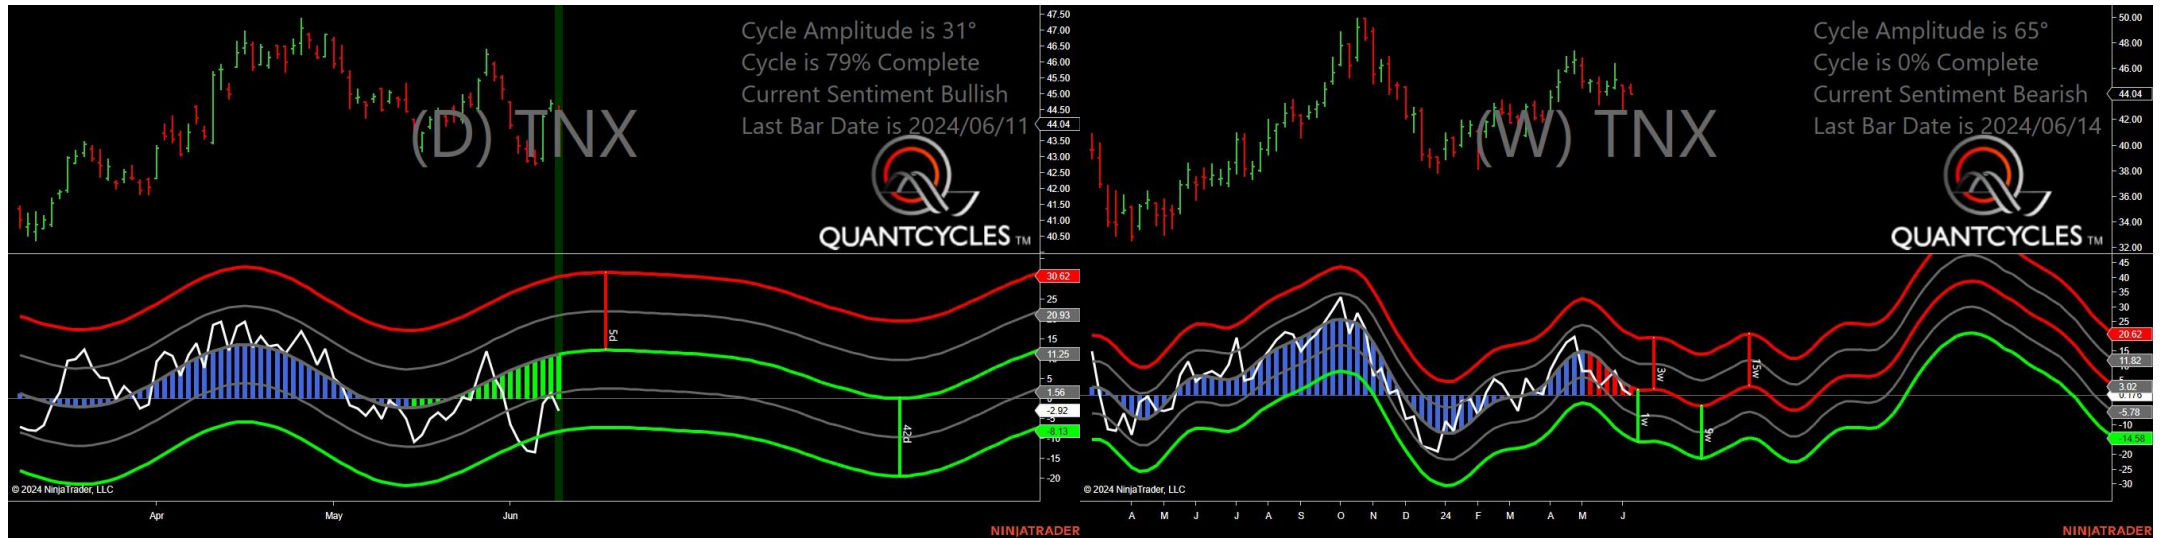 Cycle Amplitude is 31°
Cycle is 79% Complete
Current Sentiment Bullish
Last Bar Date is 2024/06/11
(D) TNX
QUANTCYCLES TM
47.50
47.00
46.50
46.00
45.50
45.00
44.50
44.04
43.50
43.00
42.50
42.00
41.50
41.00
40.50
30.62
25
20.93
15
11.25
5
1.56
0
-2.92
-5
-8.13
-10
-15
-20
5d
42d
© 2024 NinjaTrader, LLC
Apr May Jun
NINJATRADER
Cycle Amplitude is 65°
Cycle is 0% Complete
Current Sentiment Bearish
Last Bar Date is 2024/06/14
(W) TNX
QUANTCYCLES TM
50.00
48.00
46.00
44.04
42.00
40.00
38.00
36.00
34.00
32.00
45
40
35
30
25
20.62
15
11.82
3.02
0.176
-5.78
-10
-14.58
-20
-25
-30
3w
15w
1w
9w
© 2024 NinjaTrader, LLC
A M J J A S O N D 24 F M A M J
NINJATRADER